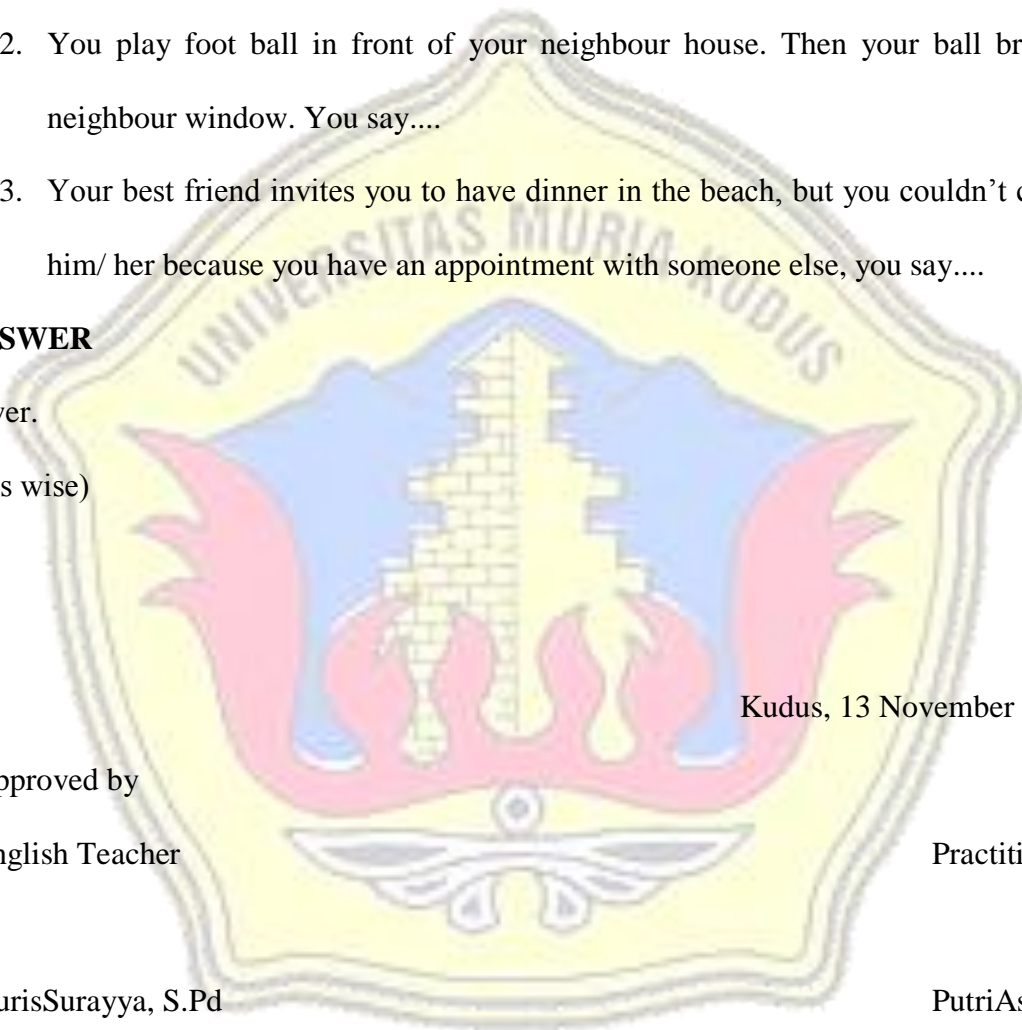 2. You play foot ball in front of your neighbour house. Then your ball br
neighbour window. You say....
3. Your best friend invites you to have dinner in the beach, but you couldn’t c
him/ her because you have an appointment with someone else, you say....
UNIVERSITAS MURIA KUDUS
SWER
ver.
s wise)
Kudus, 13 November
pproved by
nglish Teacher Practiti
urisSurayya, S.Pd PutriAs